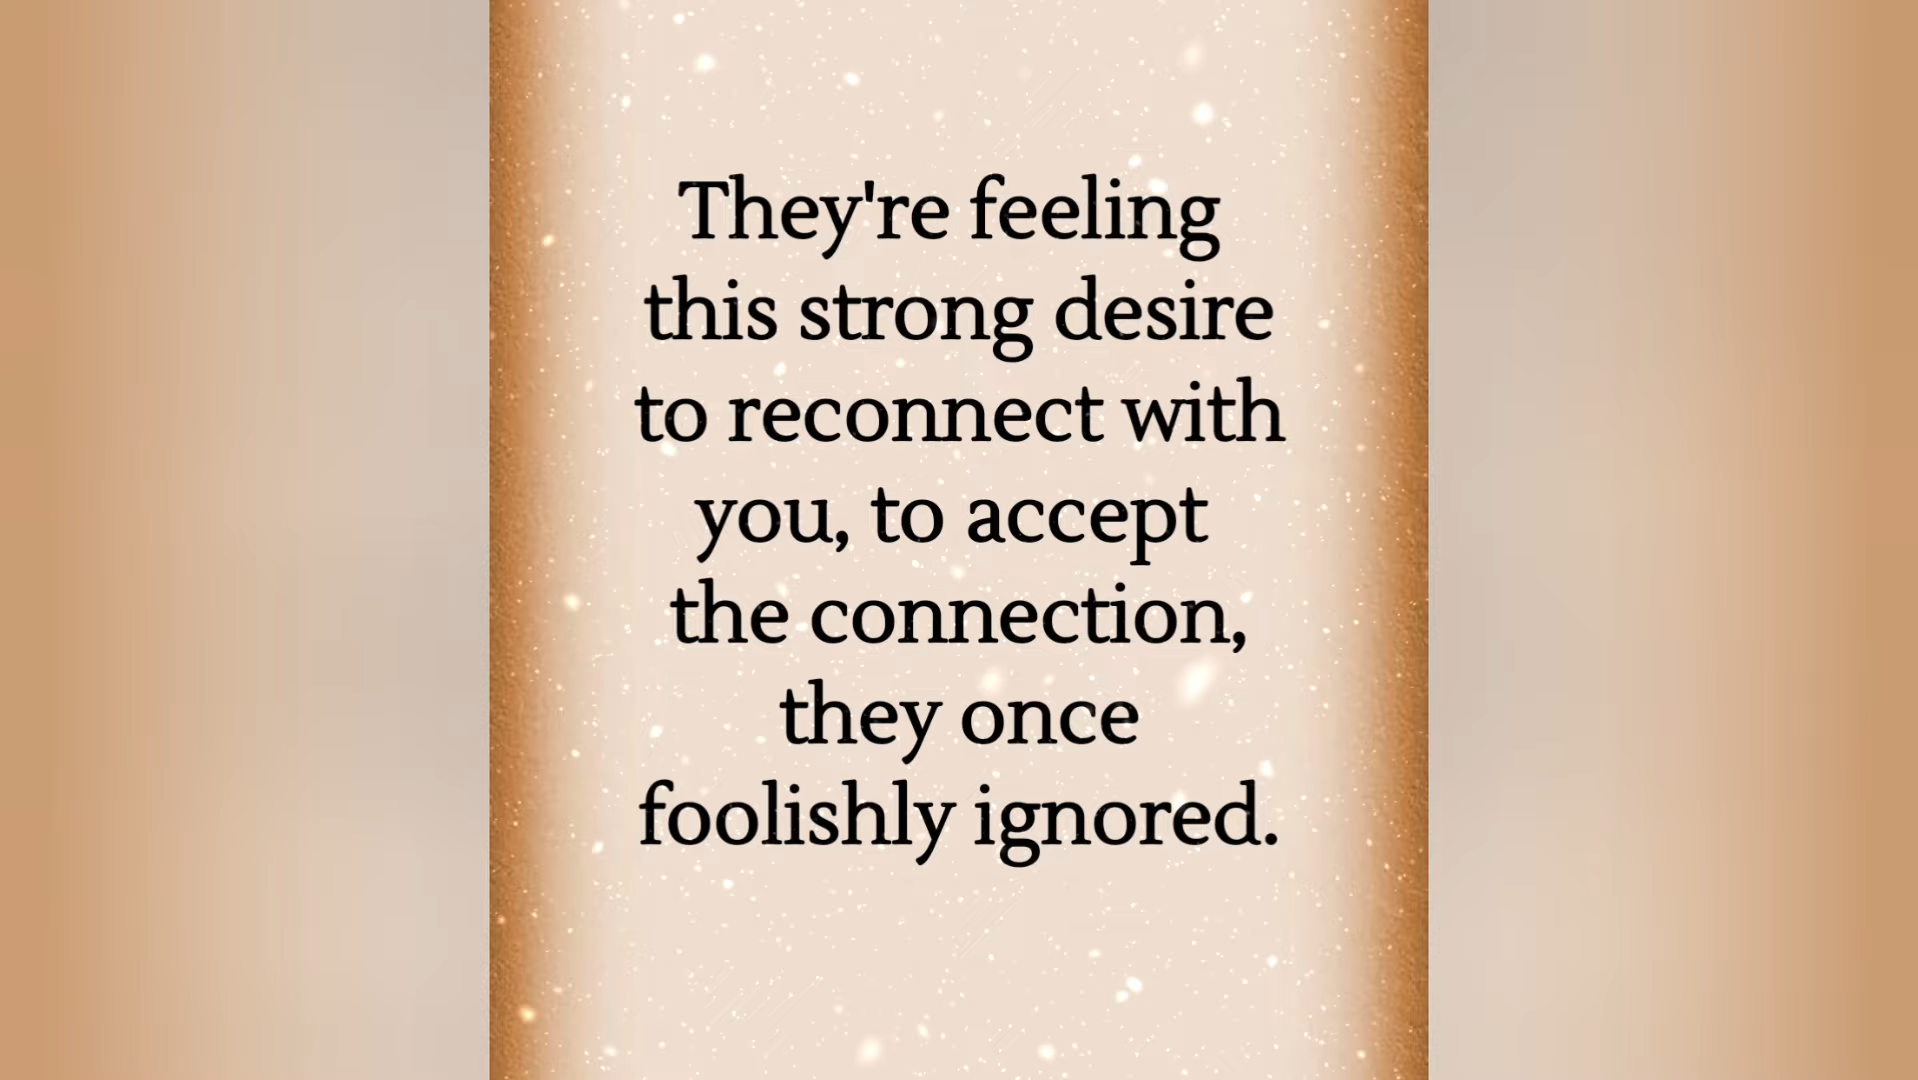 They're feeling
this strong desire
to reconnect with
you, to accept
the connection,
they once
foolishly ignored.